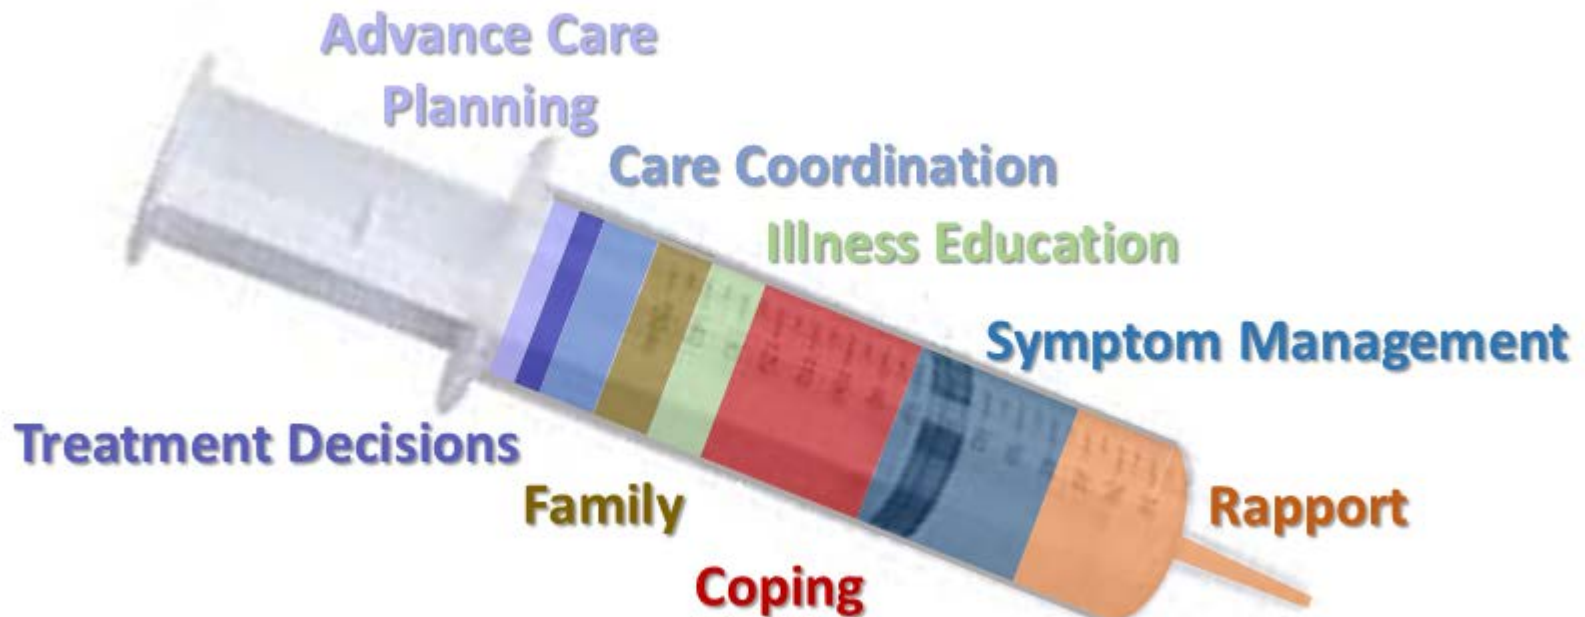 Advance Care
Planning
Care Coordination
Illness Education
Symptom Management
Treatment Decisions
Family
Rapport
Coping